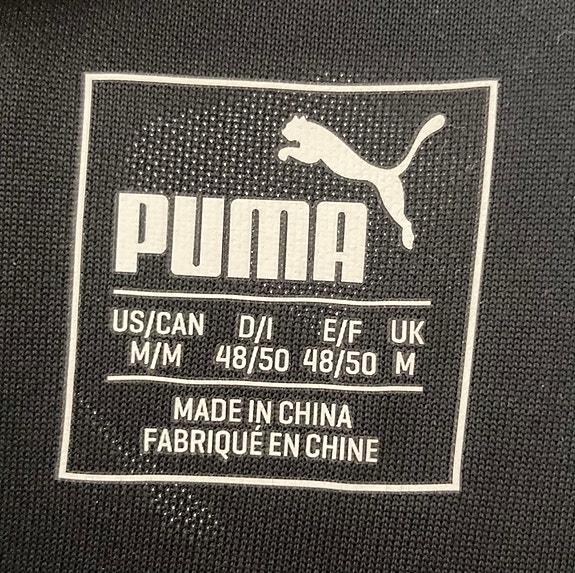 PUMA
US/CAN D/I E/F UK
M/M 48/50 48/50 M
MADE IN CHINA
FABRIQUÉ EN CHINE